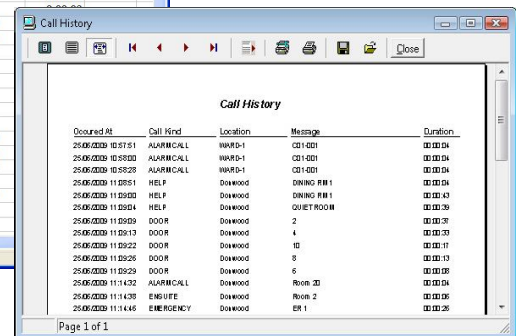 Call History
Close
Call History
Occured At Call Kind Location Message Duration
25/06/2009 10:57:51 ALARM CALL WARD-1 C01-001 00:00:04
25/06/2009 10:58:00 ALARM CALL WARD-1 C01-001 00:00:04
25/06/2009 10:58:28 ALARM CALL WARD-1 C01-001 00:00:04
25/06/2009 11:08:51 HELP Donwood DINING RM 1 00:00:04
25/06/2009 11:09:00 HELP Donwood DINING RM 1 00:00:43
25/06/2009 11:09:04 HELP Donwood QUIET ROOM 00:00:39
25/06/2009 11:09:09 DOOR Donwood 2 00:00:37
25/06/2009 11:09:13 DOOR Donwood 4 00:00:33
25/06/2009 11:09:22 DOOR Donwood 10 00:00:17
25/06/2009 11:09:26 DOOR Donwood 8 00:00:13
25/06/2009 11:09:29 DOOR Donwood 6 00:00:08
25/06/2009 11:14:32 ALARM CALL Donwood Room 20 00:00:04
25/06/2009 11:14:38 ENSUITE Donwood Room 2 00:00:06
25/06/2009 11:14:46 EMERGENCY Donwood ER 1 00:00:26
Page 1 of 1